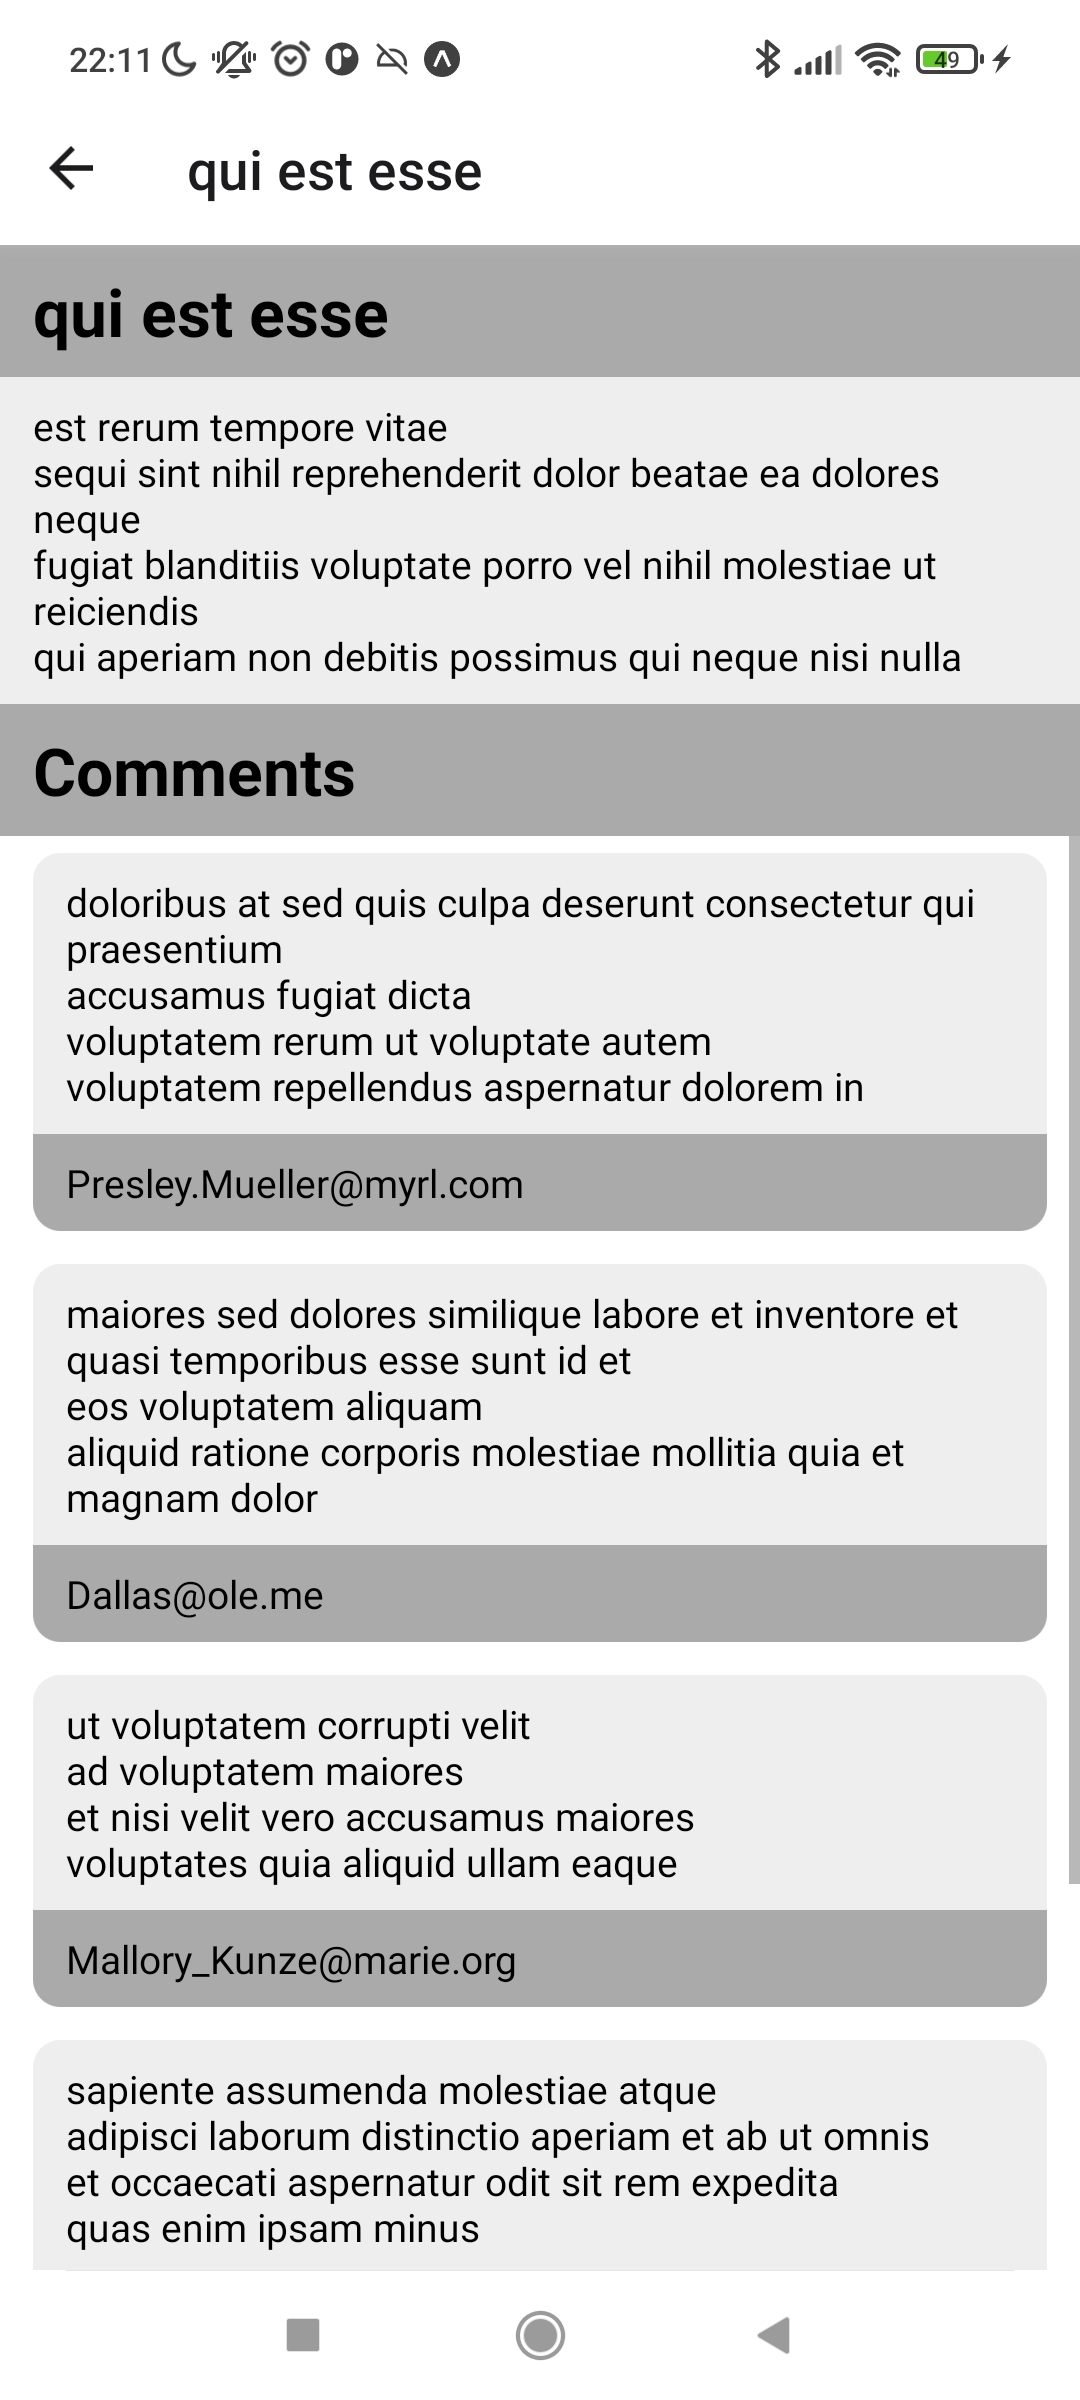 22:11
49
qui est esse
qui est esse
est rerum tempore vitae
sequi sint nihil reprehenderit dolor beatae ea dolores
neque
fugiat blanditiis voluptate porro vel nihil molestiae ut
reiciendis
qui aperiam non debitis possimus qui neque nisi nulla
Comments
doloribus at sed quis culpa deserunt consectetur qui
praesentium
accusamus fugiat dicta
voluptatem rerum ut voluptate autem
voluptatem repellendus aspernatur dolorem in
Presley.Mueller@myrl.com
maiores sed dolores similique labore et inventore et
quasi temporibus esse sunt id et
eos voluptatem aliquam
aliquid ratione corporis molestiae mollitia quia et
magnam dolor
Dallas@ole.me
ut voluptatem corrupti velit
ad voluptatem maiores
et nisi velit vero accusamus maiores
voluptates quia aliquid ullam eaque
Mallory_Kunze@marie.org
sapiente assumenda molestiae atque
adipisci laborum distinctio aperiam et ab ut omnis
et occaecati aspernatur odit sit rem expedita
quas enim ipsam minus